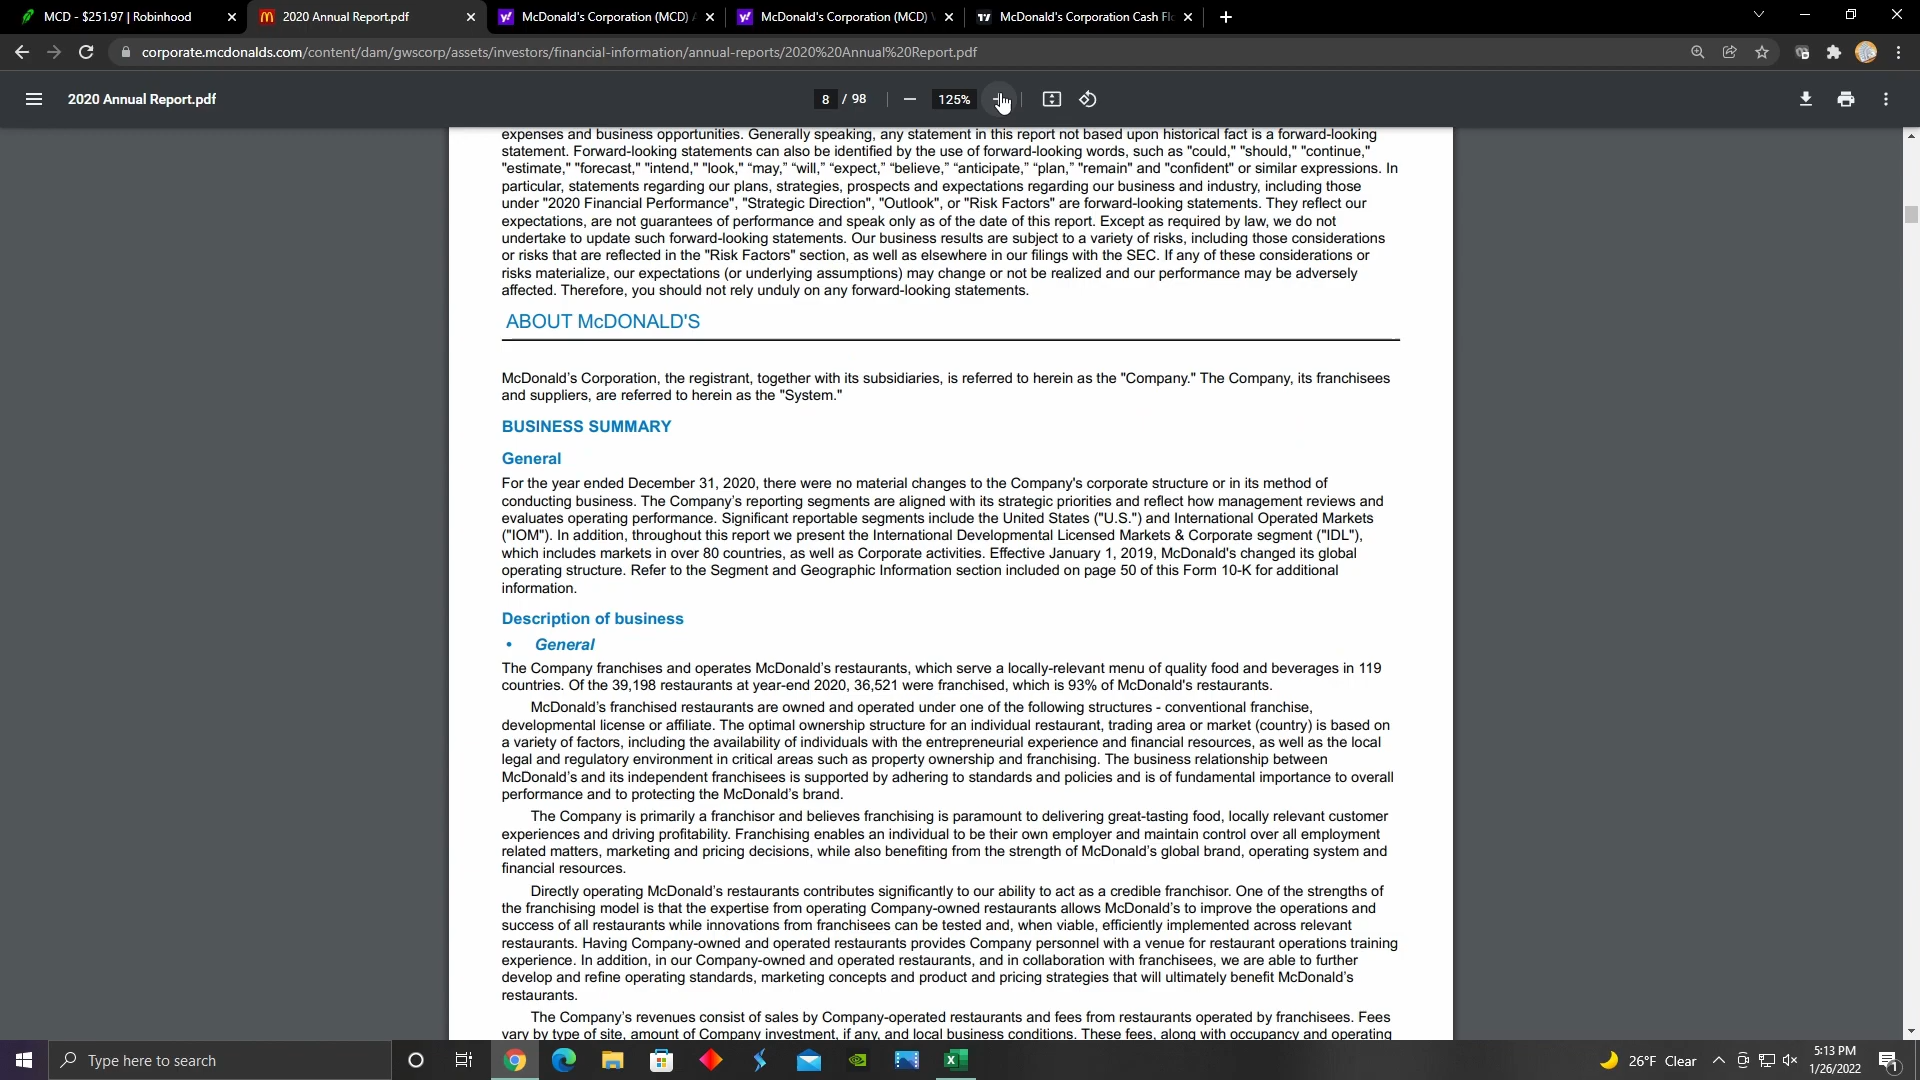 MCD - $251.97 | Robinhood
2020 Annual Report.pdf
McDonald's Corporation (MCD)
McDonald's Corporation (MCD)
McDonald's Corporation Cash
corporate.mcdonalds.com/content/dam/gwscorp/assets/investors/financial-information/annual-reports/2020%20Annual%20Report.pdf
2020 Annual Report.pdf
8 / 98
125%
expenses and business opportunities. Generally speaking, any statement in this report not based upon historical fact is a forward-looking
statement. Forward-looking statements can also be identified by the use of forward-looking words, such as "could," "should," "continue,"
"estimate," "forecast," "intend," "look," “may,” “will,” “expect,” “believe,” “anticipate,” “plan,” "remain" and "confident" or similar expressions. In
particular, statements regarding our plans, strategies, prospects and expectations regarding our business and industry, including those
under "2020 Financial Performance", "Strategic Direction", "Outlook", or "Risk Factors" are forward-looking statements. They reflect our
expectations, are not guarantees of performance and speak only as of the date of this report. Except as required by law, we do not
undertake to update such forward-looking statements. Our business results are subject to a variety of risks, including those considerations
or risks that are reflected in the "Risk Factors" section, as well as elsewhere in our filings with the SEC. If any of these considerations or
risks materialize, our expectations (or underlying assumptions) may change or not be realized and our performance may be adversely
affected. Therefore, you should not rely unduly on any forward-looking statements.
ABOUT McDONALD'S
McDonald’s Corporation, the registrant, together with its subsidiaries, is referred to herein as the "Company." The Company, its franchisees
and suppliers, are referred to herein as the "System."
BUSINESS SUMMARY
General
For the year ended December 31, 2020, there were no material changes to the Company's corporate structure or in its method of
conducting business. The Company’s reporting segments are aligned with its strategic priorities and reflect how management reviews and
evaluates operating performance. Significant reportable segments include the United States ("U.S.") and International Operated Markets
("IOM"). In addition, throughout this report we present the International Developmental Licensed Markets & Corporate segment ("IDL"),
which includes markets in over 80 countries, as well as Corporate activities. Effective January 1, 2019, McDonald's changed its global
operating structure. Refer to the Segment and Geographic Information section included on page 50 of this Form 10-K for additional
information.
Description of business
• General
The Company franchises and operates McDonald’s restaurants, which serve a locally-relevant menu of quality food and beverages in 119
countries. Of the 39,198 restaurants at year-end 2020, 36,521 were franchised, which is 93% of McDonald's restaurants.
McDonald’s franchised restaurants are owned and operated under one of the following structures - conventional franchise,
developmental license or affiliate. The optimal ownership structure for an individual restaurant, trading area or market (country) is based on
a variety of factors, including the availability of individuals with the entrepreneurial experience and financial resources, as well as the local
legal and regulatory environment in critical areas such as property ownership and franchising. The business relationship between
McDonald’s and its independent franchisees is supported by adhering to standards and policies and is of fundamental importance to overall
performance and to protecting the McDonald’s brand.
The Company is primarily a franchisor and believes franchising is paramount to delivering great-tasting food, locally relevant customer
experiences and driving profitability. Franchising enables an individual to be their own employer and maintain control over all employment
related matters, marketing and pricing decisions, while also benefiting from the strength of McDonald’s global brand, operating system and
financial resources.
Directly operating McDonald’s restaurants contributes significantly to our ability to act as a credible franchisor. One of the strengths of
the franchising model is that the expertise from operating Company-owned restaurants allows McDonald’s to improve the operations and
success of all restaurants while innovations from franchisees can be tested and, when viable, efficiently implemented across relevant
restaurants. Having Company-owned and operated restaurants provides Company personnel with a venue for restaurant operations training
experience. In addition, in our Company-owned and operated restaurants, and in collaboration with franchisees, we are able to further
develop and refine operating standards, marketing concepts and product and pricing strategies that will ultimately benefit McDonald’s
restaurants.
The Company’s revenues consist of sales by Company-operated restaurants and fees from restaurants operated by franchisees. Fees
vary by type of site, amount of Company investment, if any, and local business conditions. These fees, along with occupancy and operating
Type here to search
26°F Clear
5:13 PM
1/26/2022
1